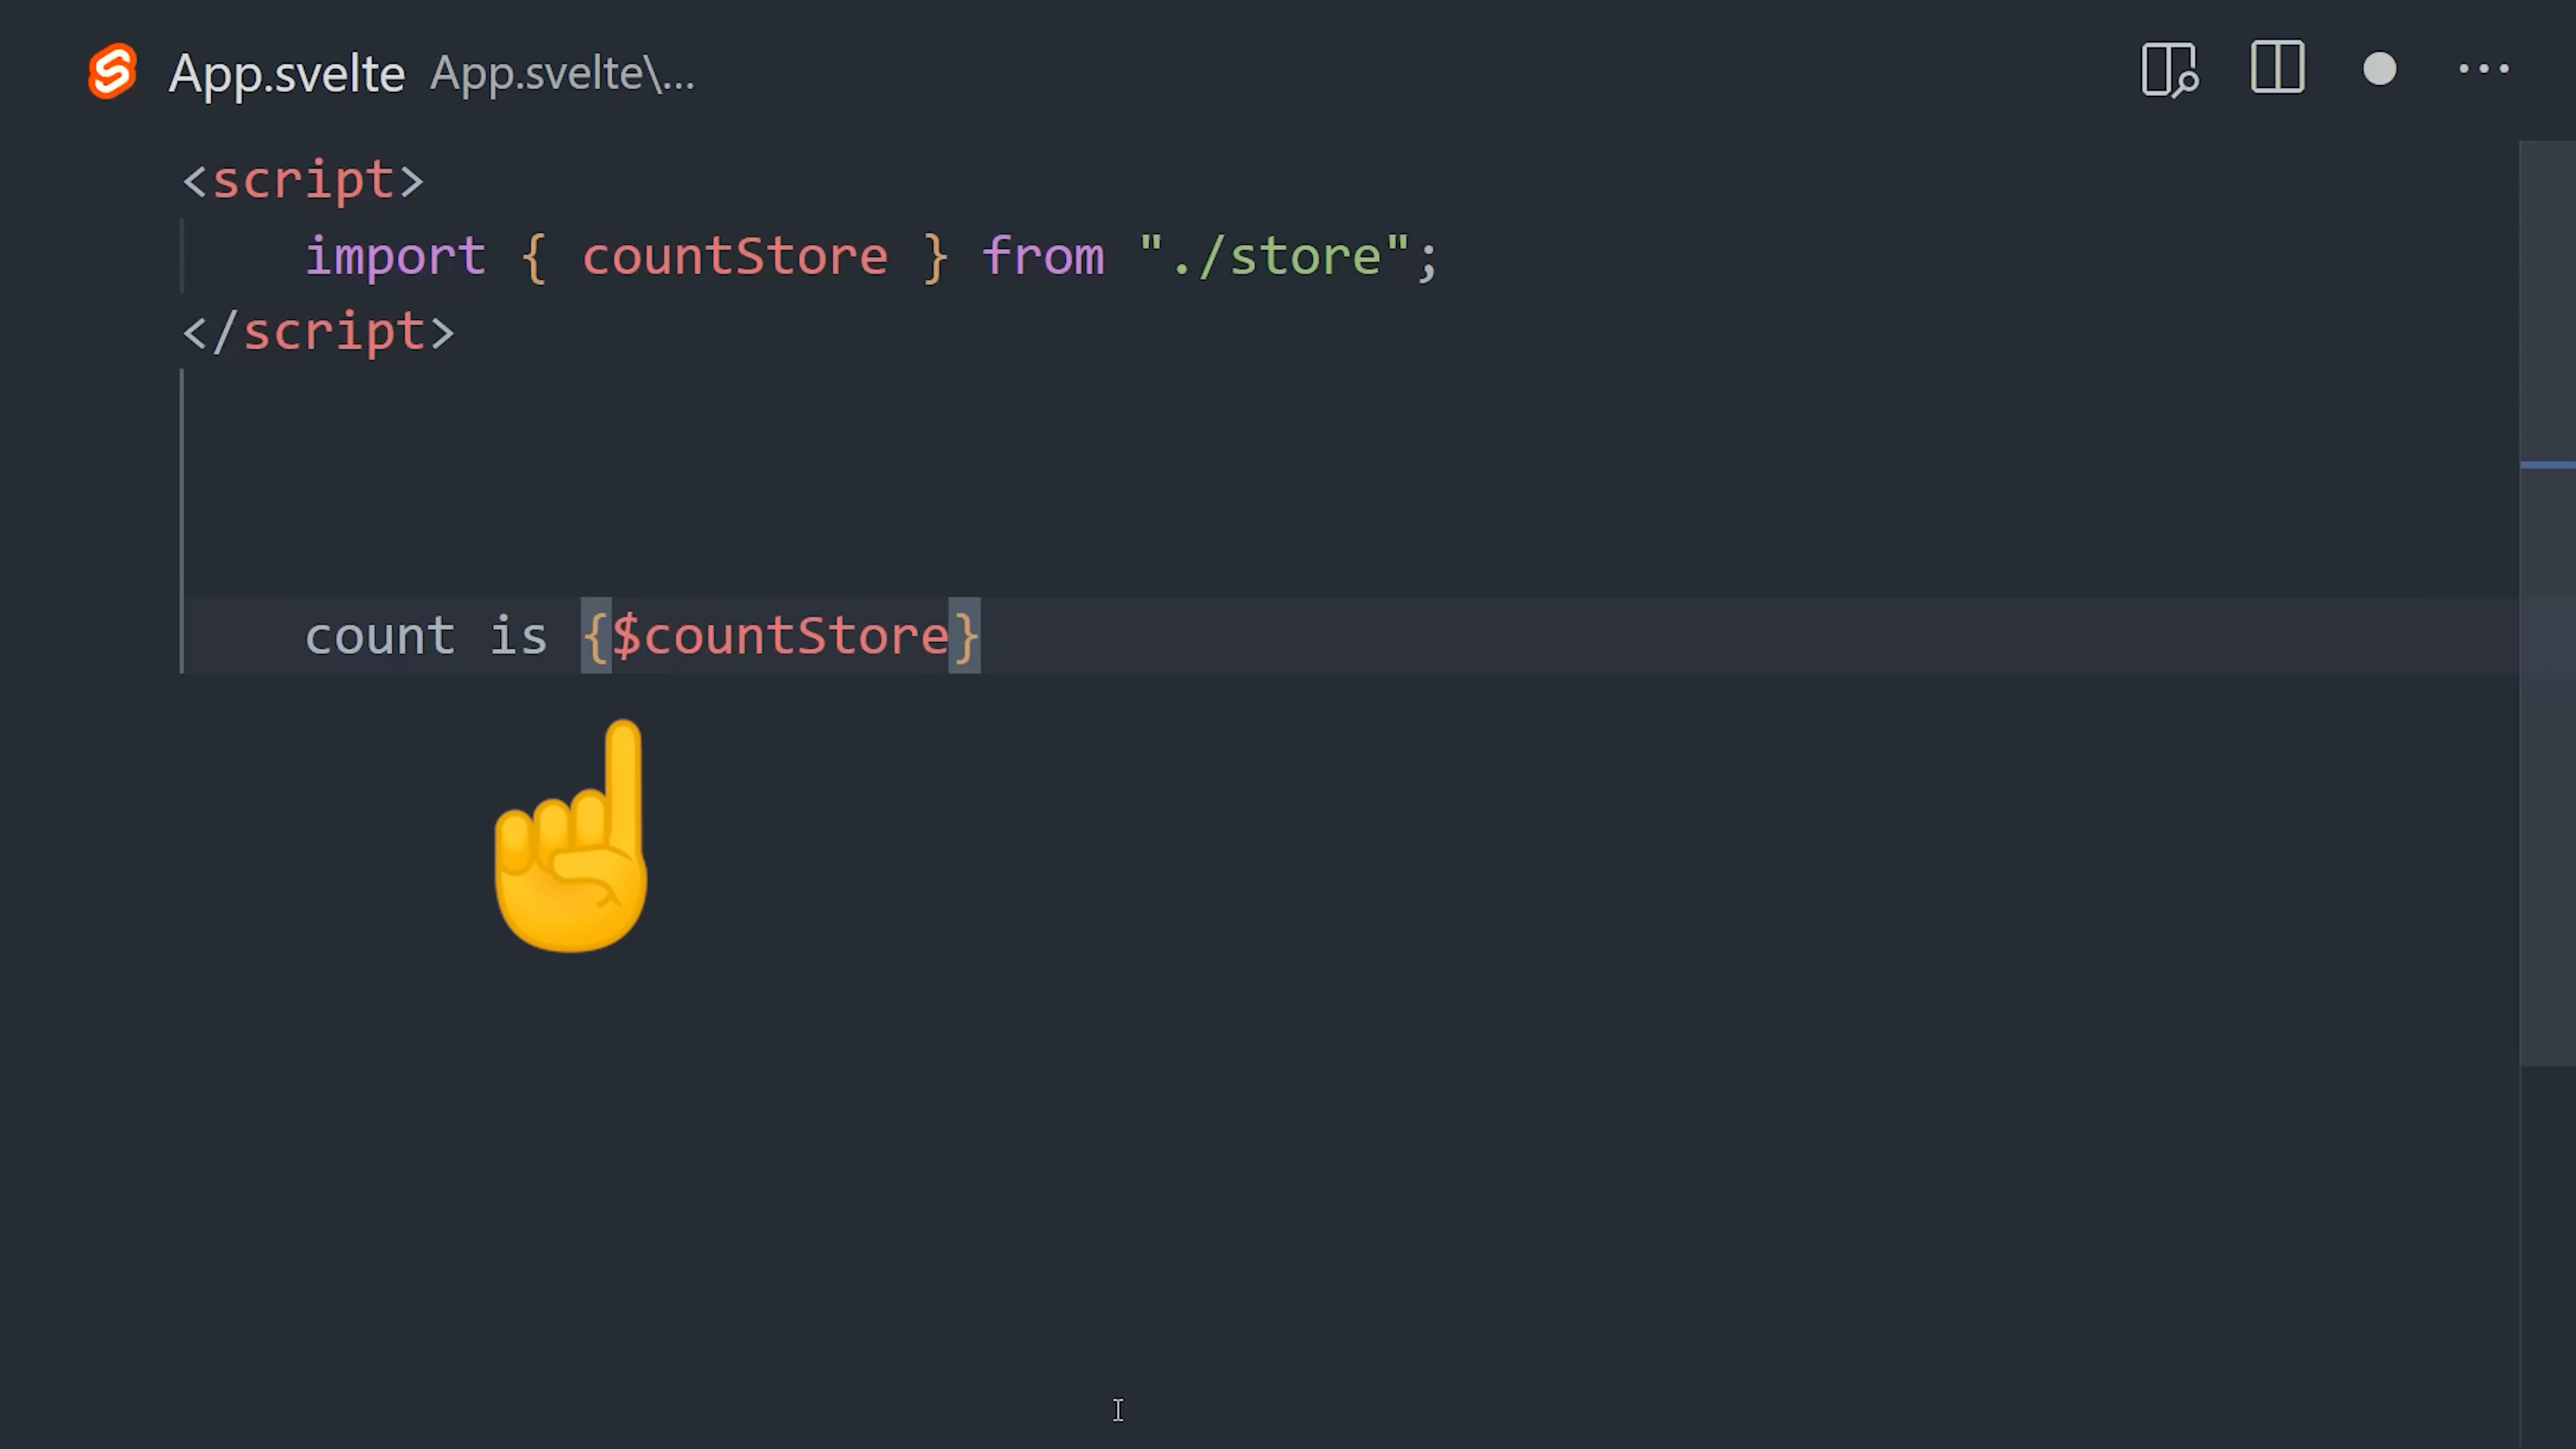 App.svelte App.svelte\...
<script>
import { countStore } from "./store";
</script>
count is {$countStore}